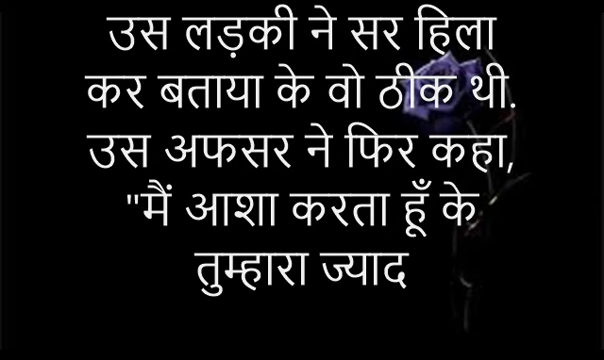 उस लड़की ने सर हिला
कर बताया के वो ठीक थी.
उस अफसर ने फिर कहा,
"मैं आशा करता हूँ के
तुम्हारा ज्याद